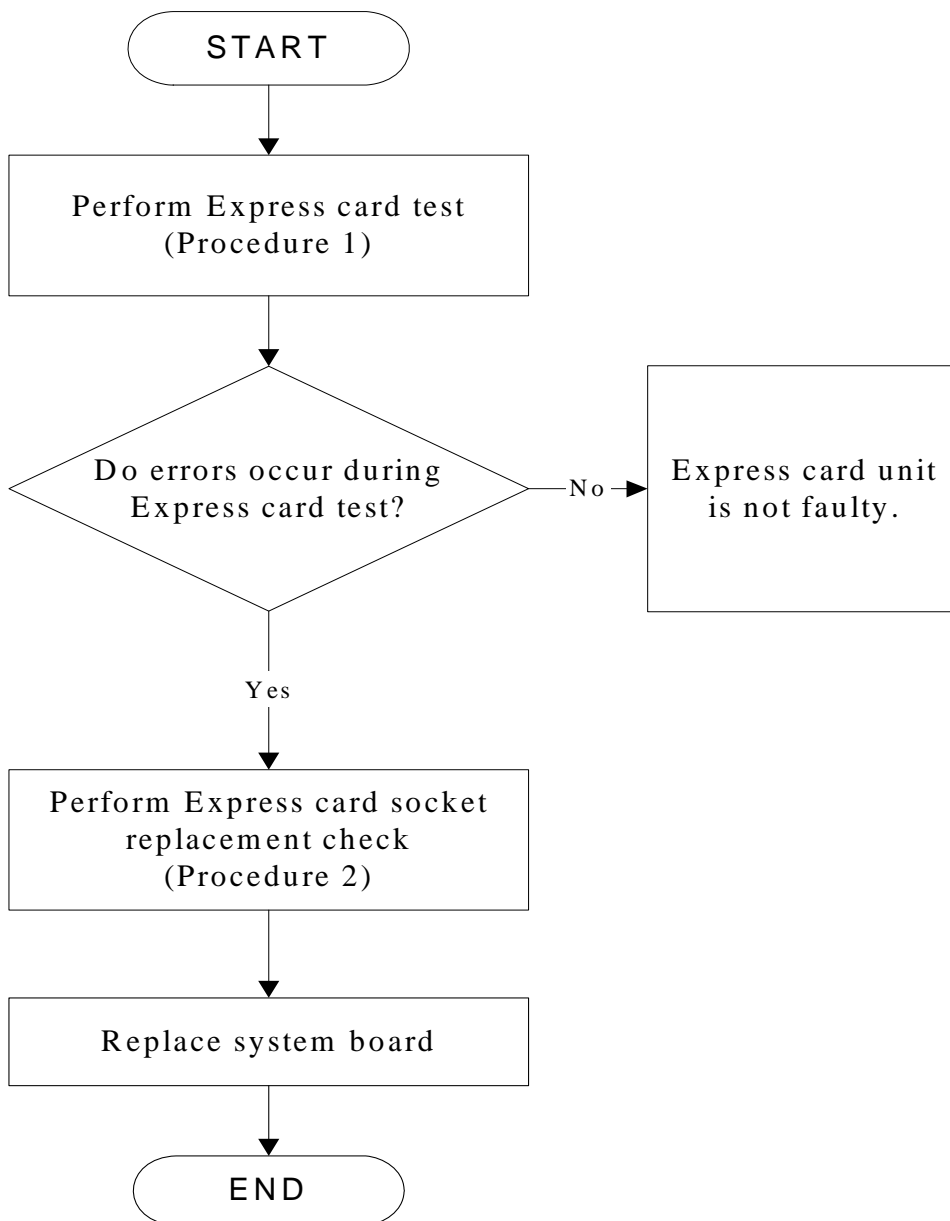 START
Perform Express card test
(Procedure 1)
Do errors occur during
Express card test?
No
Express card unit
is not faulty.
Yes
Perform Express card socket
replacement check
(Procedure 2)
Replace system board
END